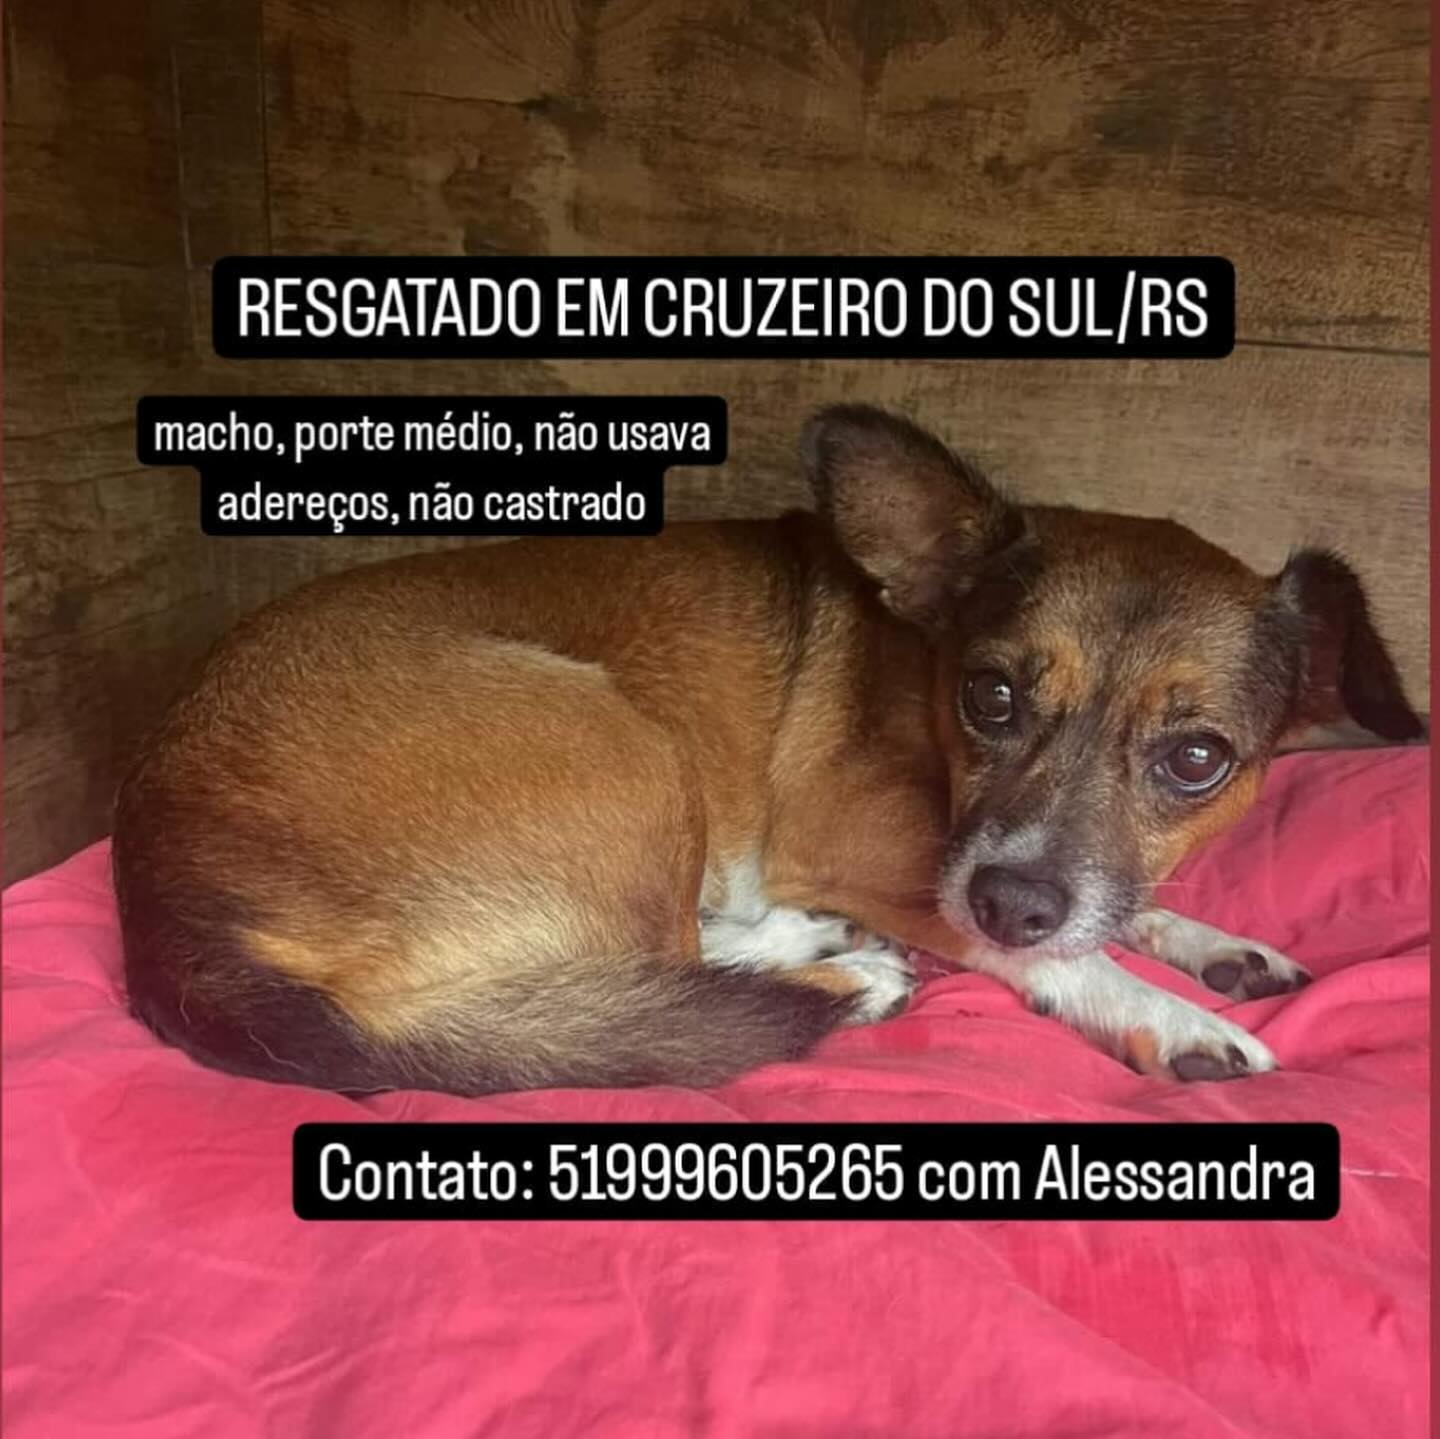 RESGATADO EM CRUZEIRO DO SUL/RS
macho, porte médio, não usava
adereços, não castrado
Contato: 51999605265 com Alessandra